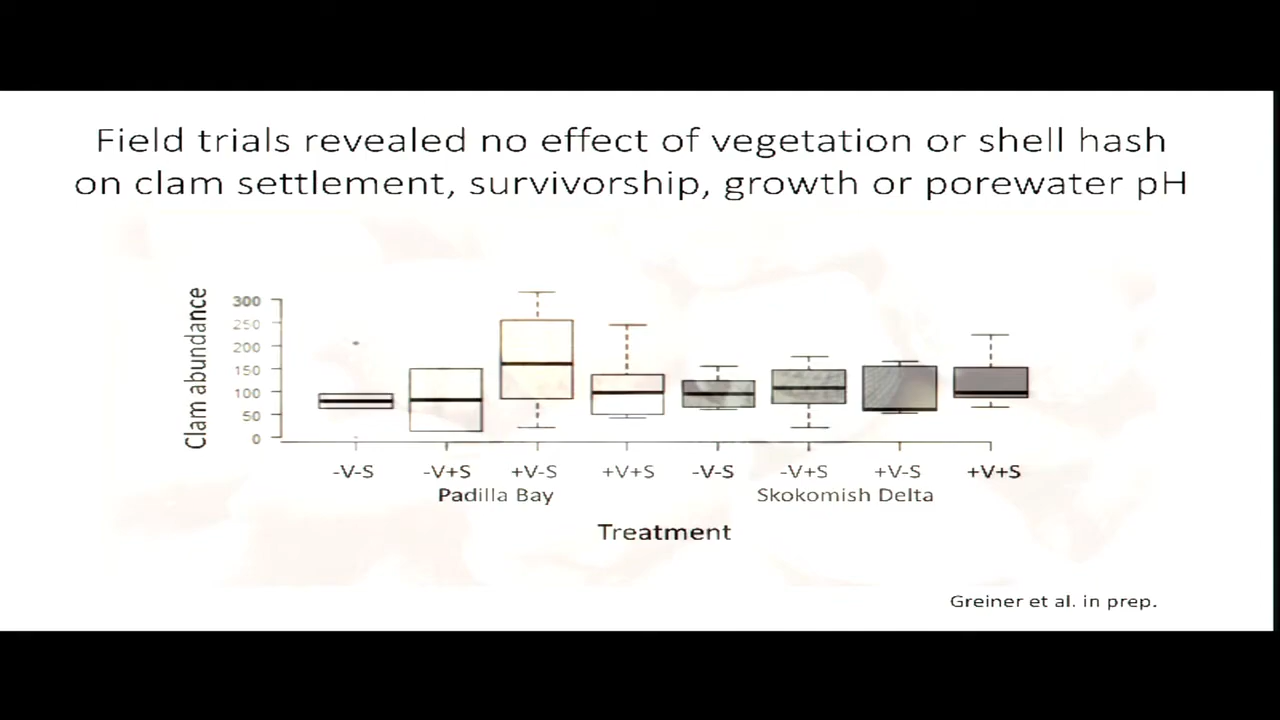 Field trials revealed no effect of vegetation or shell hash
on clam settlement, survivorship, growth or porewater pH
Clam abundance
300
250
200
150
100
50
0
-V-S -V+S +V-S +V+S -V-S -V+S +V-S +V+S
Padilla Bay Skokomish Delta
Treatment
Greiner et al. in prep.